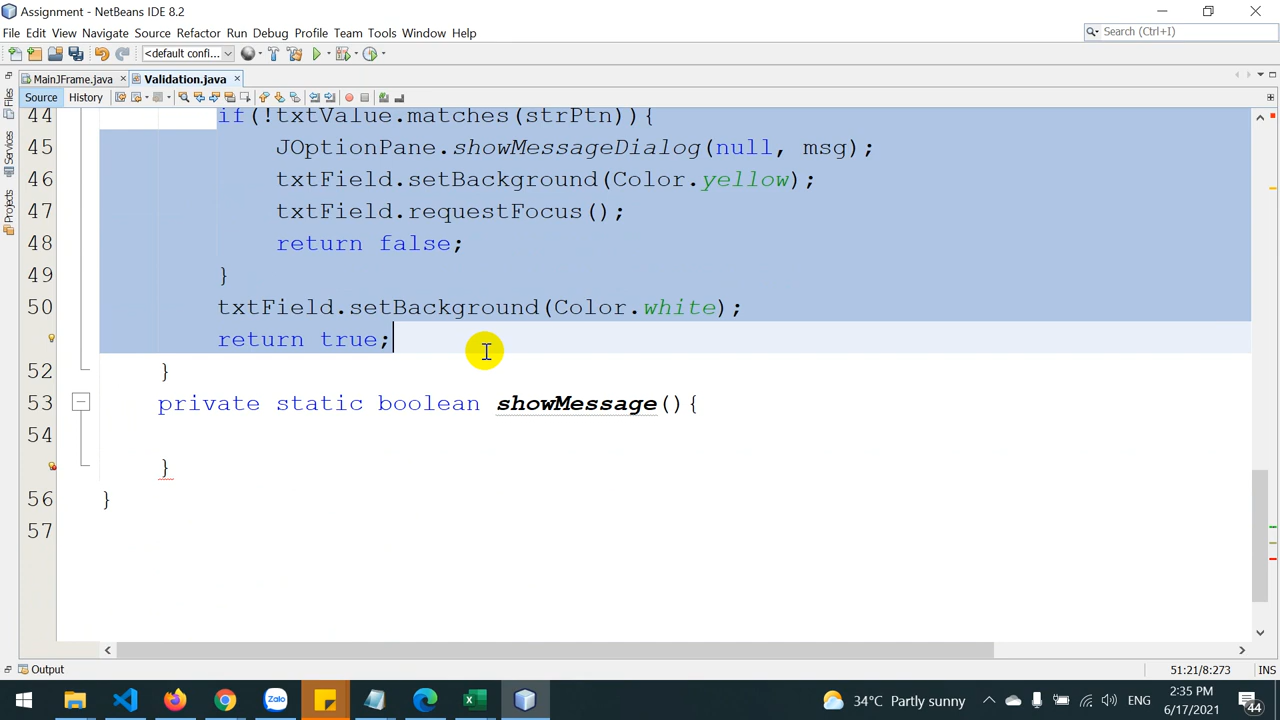 Assignment - NetBeans IDE 8.2
File Edit View Navigate Source Refactor Run Debug Profile Team Tools Window Help
Search (Ctrl+I)
<default confi...
MainJFrame.java
Validation.java
Source History
Files
Services
Projects
44 if(!txtValue.matches(strPtn)){
45 JOptionPane.showMessageDialog(null, msg);
46 txtField.setBackground(Color.yellow);
47 txtField.requestFocus();
48 return false;
49 }
50 txtField.setBackground(Color.white);
return true;
52 }
53 private static boolean showMessage(){
54
}
56 }
57
Output
51:21/8:273 INS
Zalo
34°C Partly sunny
ENG
2:35 PM
6/17/2021
44